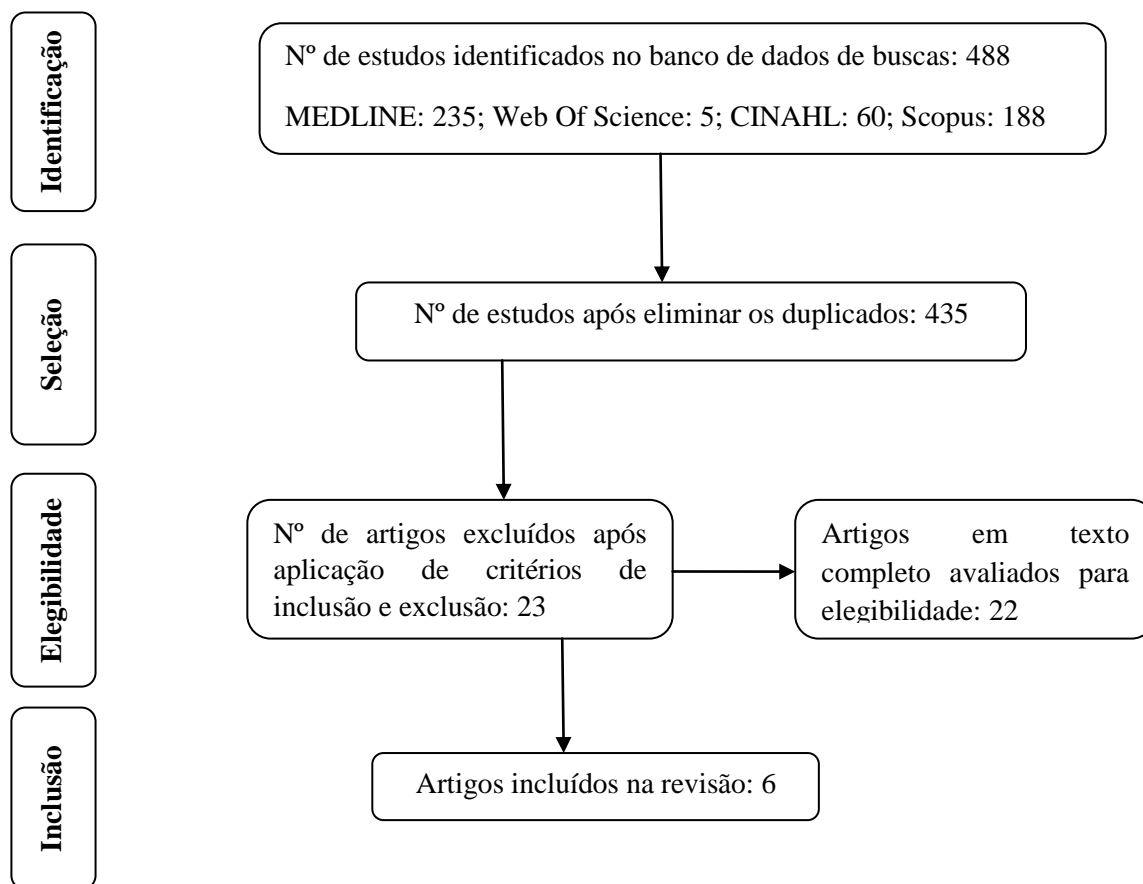 Identificação
Nº de estudos identificados no banco de dados de buscas: 488
MEDLINE: 235; Web Of Science: 5; CINAHL: 60; Scopus: 188
Seleção
Nº de estudos após eliminar os duplicados: 435
Elegibilidade
Nº de artigos excluídos após
aplicação de critérios de
inclusão e exclusão: 23
Artigos em texto
completo avaliados para
elegibilidade: 22
Inclusão
Artigos incluídos na revisão: 6